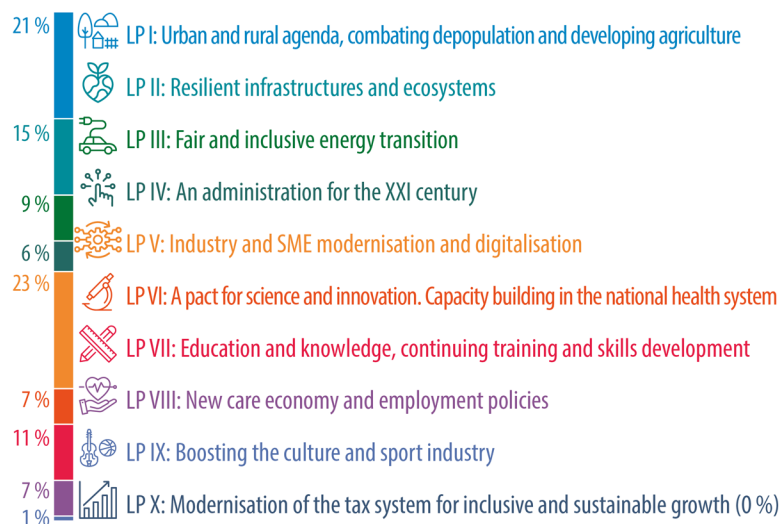 21 %
LP I: Urban and rural agenda, combating depopulation and developing agriculture
LP II: Resilient infrastructures and ecosystems
15 %
LP III: Fair and inclusive energy transition
LP IV: An administration for the XXI century
9 %
LP V: Industry and SME modernisation and digitalisation
6 %
23 %
LP VI: A pact for science and innovation. Capacity building in the national health system
LP VII: Education and knowledge, continuing training and skills development
7 %
LP VIII: New care economy and employment policies
11 %
LP IX: Boosting the culture and sport industry
7 %
LP X: Modernisation of the tax system for inclusive and sustainable growth (0 %)
1 %